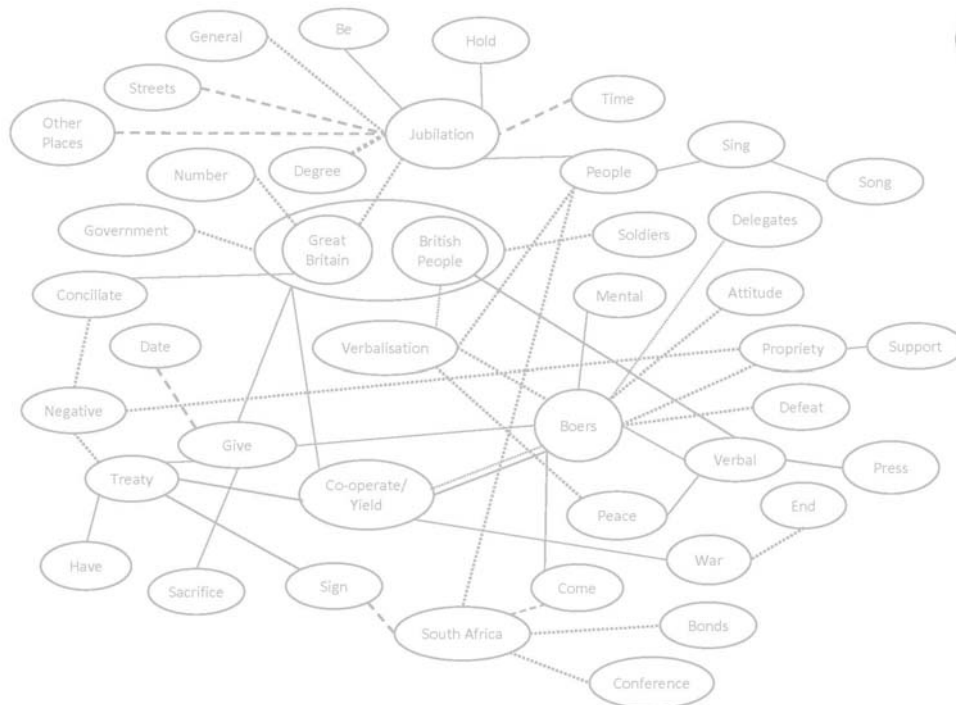 Be
General
Hold
Streets
Time
Other
Places
Jubilation
Sing
Number
Degree
People
Song
Delegates
Government
Great
Britain
British
People
Soldiers
Conciliate
Mental
Attitude
Date
Verbalisation
Propriety
Support
Negative
Defeat
Boers
Give
Verbal
Press
Treaty
Co-operate/
Yield
End
Peace
War
Have
Sacrifice
Sign
Come
South Africa
Bonds
Conference